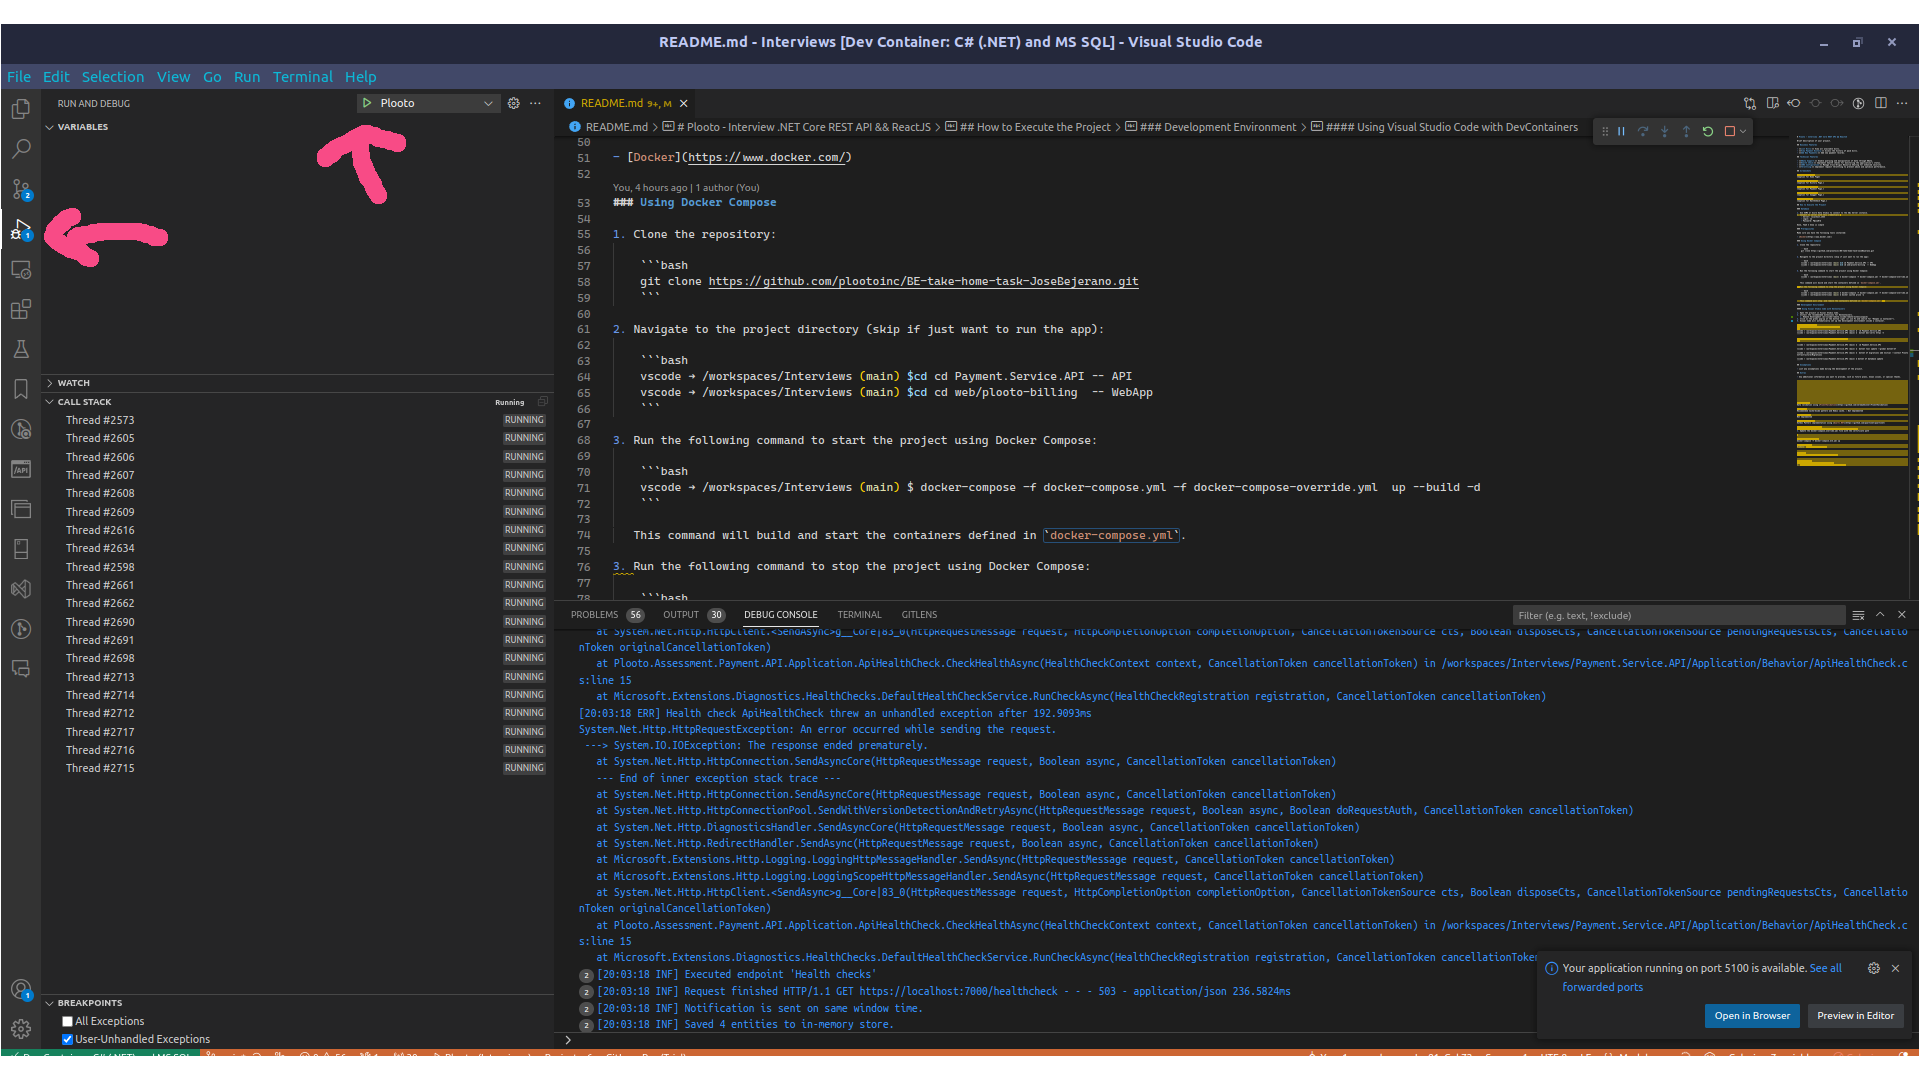 README.md - Interviews [Dev Container: C# (.NET) and MS SQL] - Visual Studio Code
File Edit Selection View Go Run Terminal Help
RUN AND DEBUG
Plooto
VARIABLES
WATCH
CALL STACK
Running
Thread #2573 RUNNING
Thread #2605 RUNNING
Thread #2606 RUNNING
Thread #2607 RUNNING
Thread #2608 RUNNING
Thread #2609 RUNNING
Thread #2616 RUNNING
Thread #2634 RUNNING
Thread #2598 RUNNING
Thread #2661 RUNNING
Thread #2662 RUNNING
Thread #2690 RUNNING
Thread #2691 RUNNING
Thread #2698 RUNNING
Thread #2713 RUNNING
Thread #2714 RUNNING
Thread #2712 RUNNING
Thread #2717 RUNNING
Thread #2716 RUNNING
Thread #2715 RUNNING
BREAKPOINTS
All Exceptions
User-Unhandled Exceptions
README.md 9+, M
README.md > # Plooto - Interview .NET Core REST API && ReactJS > ## How to Execute the Project > ### Development Environment > #### Using Visual Studio Code with DevContainers
50
51 - [Docker](https://www.docker.com/)
52
You, 4 hours ago | 1 author (You)
53 ### Using Docker Compose
54
55 1. Clone the repository:
56
57 ```bash
58 git clone https://github.com/plootoinc/BE-take-home-task-JoseBejerano.git
59 ```
60
61 2. Navigate to the project directory (skip if just want to run the app):
62
63 ```bash
64 vscode ➜ /workspaces/Interviews (main) $cd cd Payment.Service.API -- API
65 vscode ➜ /workspaces/Interviews (main) $cd cd web/plooto-billing  -- WebApp
66 ```
67
68 3. Run the following command to start the project using Docker Compose:
69
70 ```bash
71 vscode ➜ /workspaces/Interviews (main) $ docker-compose -f docker-compose.yml -f docker-compose-override.yml  up --build -d
72 ```
73
74 This command will build and start the containers defined in `docker-compose.yml`.
75
76 3. Run the following command to stop the project using Docker Compose:
77
78 ```bash
PROBLEMS 56 OUTPUT 30 DEBUG CONSOLE TERMINAL GITLENS
Filter (e.g. text, !exclude)
at System.Net.Http.HttpClient.<SendAsync>g__Core|83_0(HttpRequestMessage request, HttpCompletionOption completionOption, CancellationTokenSource cts, Boolean disposeCts, CancellationTokenSource pendingRequestsCts, Cancellatio
nToken originalCancellationToken)
at Plooto.Assessment.Payment.API.Application.ApiHealthCheck.CheckHealthAsync(HealthCheckContext context, CancellationToken cancellationToken) in /workspaces/Interviews/Payment.Service.API/Application/Behavior/ApiHealthCheck.c
s:line 15
at Microsoft.Extensions.Diagnostics.HealthChecks.DefaultHealthCheckService.RunCheckAsync(HealthCheckRegistration registration, CancellationToken cancellationToken)
[20:03:18 ERR] Health check ApiHealthCheck threw an unhandled exception after 192.9093ms
System.Net.Http.HttpRequestException: An error occurred while sending the request.
---> System.IO.IOException: The response ended prematurely.
at System.Net.Http.HttpConnection.SendAsyncCore(HttpRequestMessage request, Boolean async, CancellationToken cancellationToken)
--- End of inner exception stack trace ---
at System.Net.Http.HttpConnection.SendAsyncCore(HttpRequestMessage request, Boolean async, CancellationToken cancellationToken)
at System.Net.Http.HttpConnectionPool.SendWithVersionDetectionAndRetryAsync(HttpRequestMessage request, Boolean async, Boolean doRequestAuth, CancellationToken cancellationToken)
at System.Net.Http.DiagnosticsHandler.SendAsyncCore(HttpRequestMessage request, Boolean async, CancellationToken cancellationToken)
at System.Net.Http.RedirectHandler.SendAsync(HttpRequestMessage request, Boolean async, CancellationToken cancellationToken)
at Microsoft.Extensions.Http.Logging.LoggingHttpMessageHandler.SendAsync(HttpRequestMessage request, CancellationToken cancellationToken)
at Microsoft.Extensions.Http.Logging.LoggingScopeHttpMessageHandler.SendAsync(HttpRequestMessage request, CancellationToken cancellationToken)
at System.Net.Http.HttpClient.<SendAsync>g__Core|83_0(HttpRequestMessage request, HttpCompletionOption completionOption, CancellationTokenSource cts, Boolean disposeCts, CancellationTokenSource pendingRequestsCts, Cancellatio
nToken originalCancellationToken)
at Plooto.Assessment.Payment.API.Application.ApiHealthCheck.CheckHealthAsync(HealthCheckContext context, CancellationToken cancellationToken) in /workspaces/Interviews/Payment.Service.API/Application/Behavior/ApiHealthCheck.c
s:line 15
at Microsoft.Extensions.Diagnostics.HealthChecks.DefaultHealthCheckService.RunCheckAsync(HealthCheckRegistration registration, CancellationToken cancellationToken)
2 [20:03:18 INF] Executed endpoint 'Health checks'
2 [20:03:18 INF] Request finished HTTP/1.1 GET https://localhost:7000/healthcheck - - - 503 - application/json 236.5824ms
2 [20:03:18 INF] Notification is sent on same window time.
2 [20:03:18 INF] Saved 4 entities to in-memory store.
Your application running on port 5100 is available. See all
forwarded ports
Open in Browser Preview in Editor